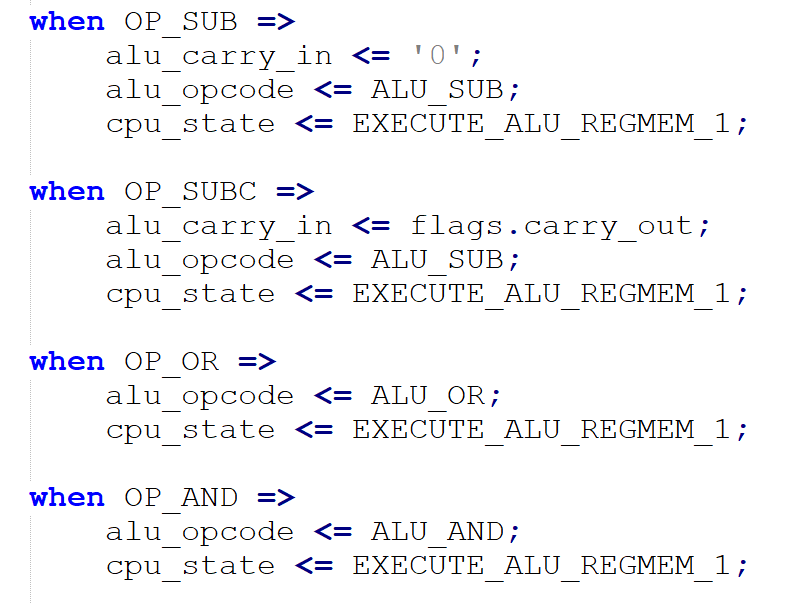 when OP_SUB =>
alu_carry_in <= '0';
alu_opcode <= ALU_SUB;
cpu_state <= EXECUTE_ALU_REGMEM_1;
when OP_SUBC =>
alu_carry_in <= flags.carry_out;
alu_opcode <= ALU_SUB;
cpu_state <= EXECUTE_ALU_REGMEM_1;
when OP_OR =>
alu_opcode <= ALU_OR;
cpu_state <= EXECUTE_ALU_REGMEM_1;
when OP_AND =>
alu_opcode <= ALU_AND;
cpu_state <= EXECUTE_ALU_REGMEM_1;